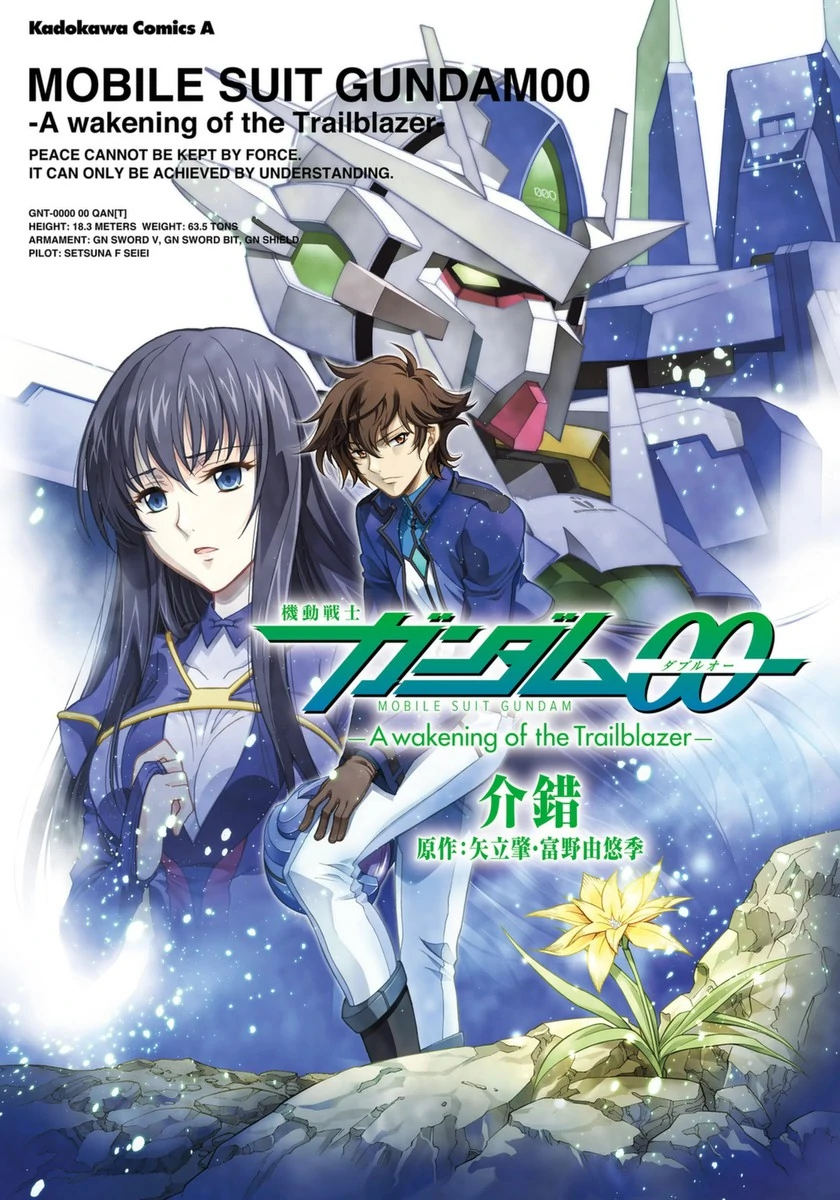 Kadokawa Comics A
MOBILE SUIT GUNDAM00
-A wakening of the Trailblazer-
PEACE CANNOT BE KEPT BY FORCE.
IT CAN ONLY BE ACHIEVED BY UNDERSTANDING.
GNT-0000 00 QAN[T]
HEIGHT: 18.3 METERS WEIGHT: 63.5 TONS
ARMAMENT: GN SWORD V, GN SWORD BIT, GN SHIELD
PILOT: SETSUNA F SEIEI
機動戦士
ガンダム00
ダブルオー
MOBILE SUIT GUNDAM
—A wakening of the Trailblazer—
介錯
原作:矢立肇・富野由悠季